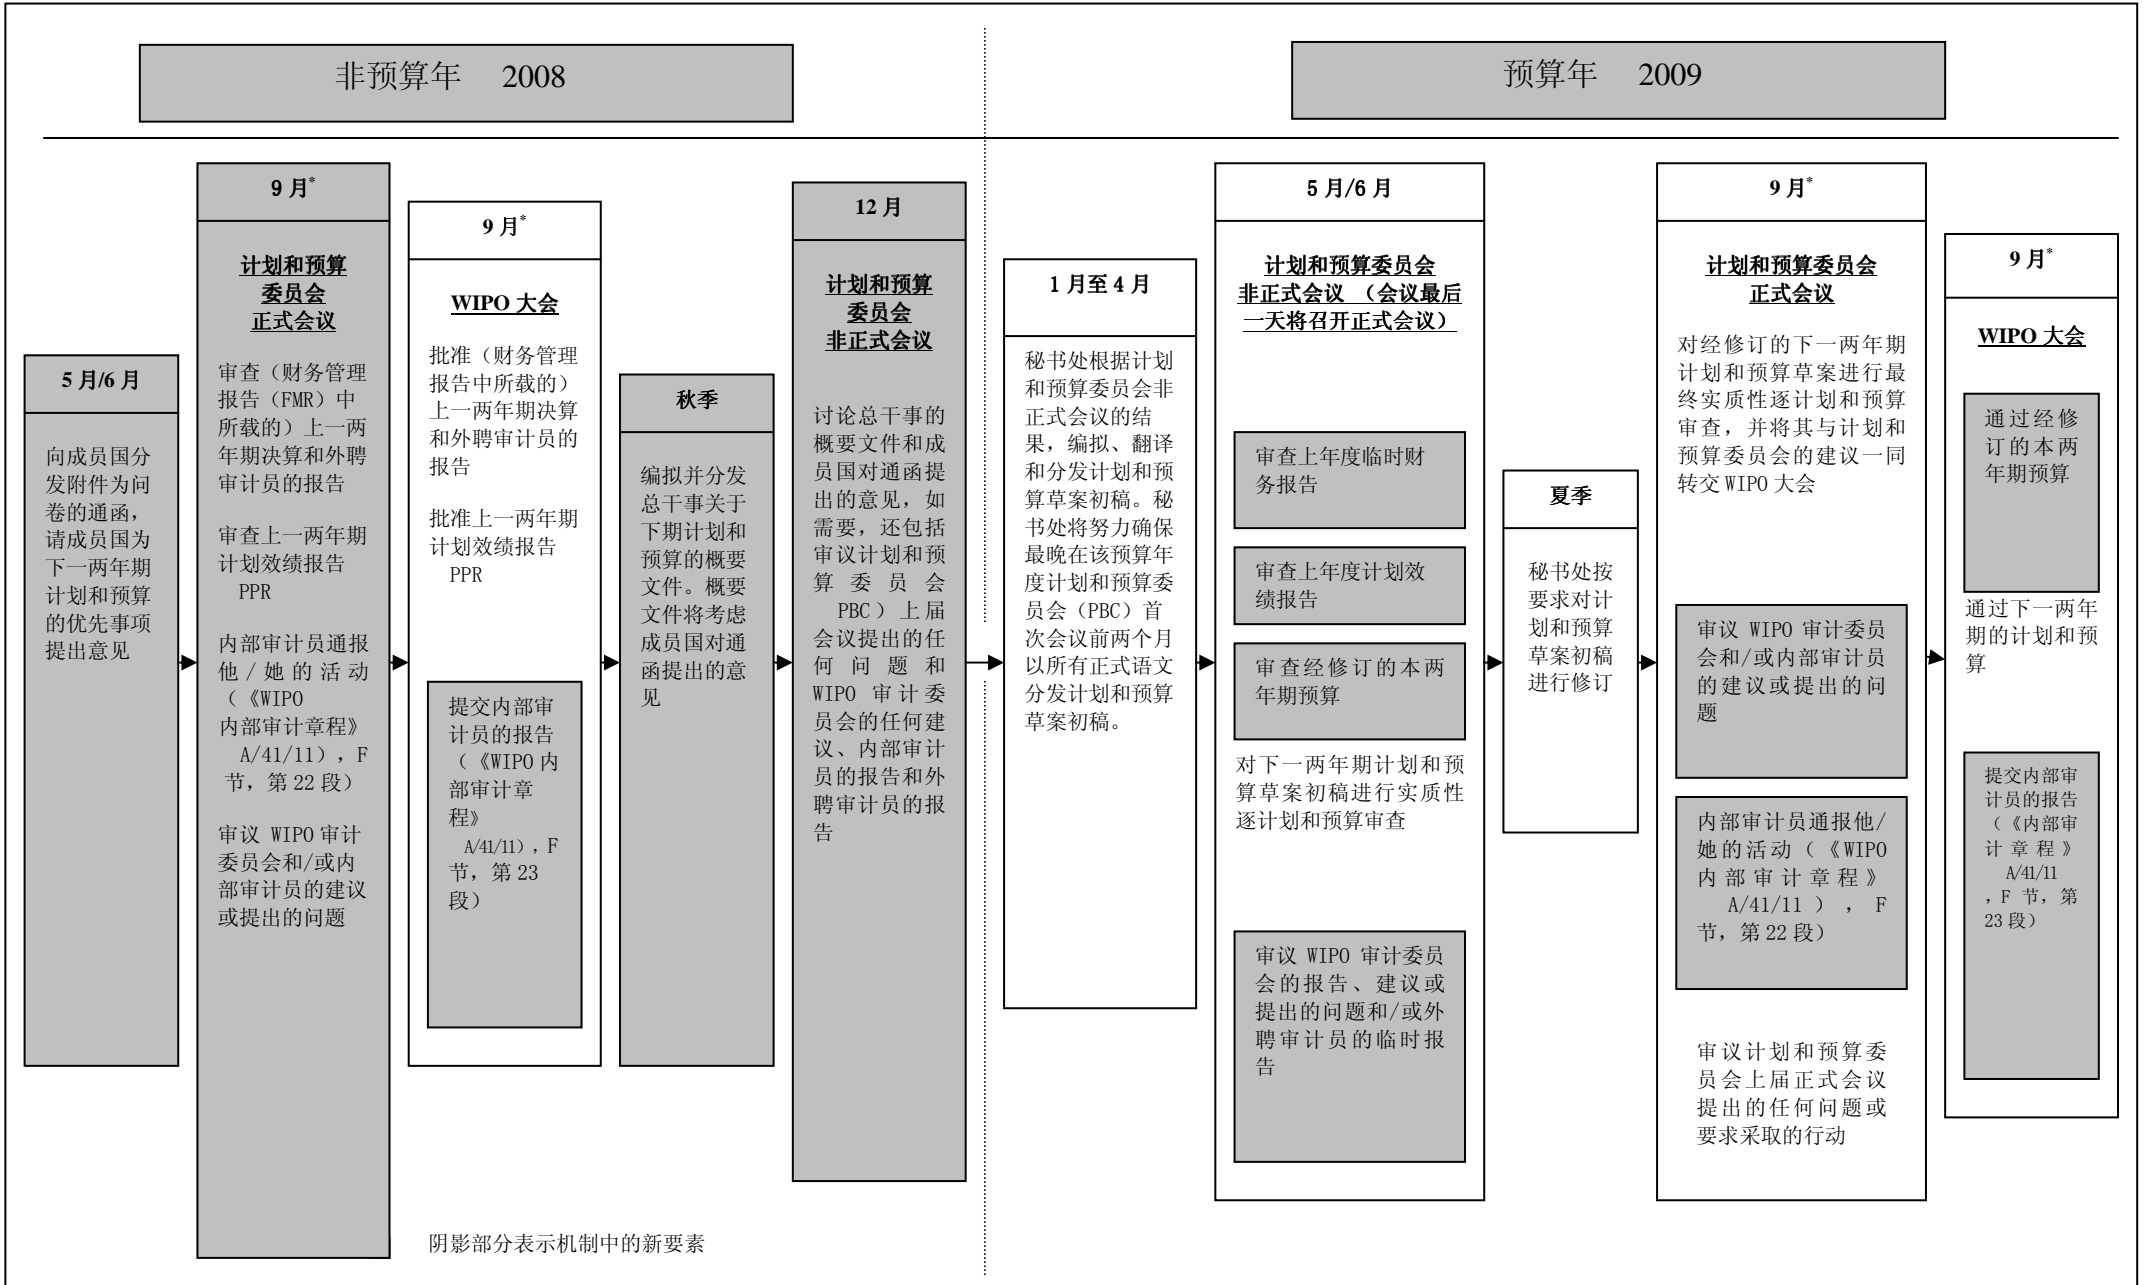 非预算年 2008
预算年 2009
5月/6月
向成员国分
发附件为问
卷的通函，
请成员国为
下一两年期
计划和预算
的优先事项
提出意见
9月*
计划和预算
委员会
正式会议
审查（财务管理
报告（FMR）中
所载的）上一两
年期决算和外聘
审计员的报告
审查上一两年期
计划效绩报告
PPR
内部审计员通报
他/她的活动
（《WIPO
内部审计章程》
A/41/11），F
节，第22段）
审议 WIPO 审计
委员会和/或内
部审计员的建议
或提出的问题
9月*
WIPO 大会
批准（财务管理
报告中所载的）
上一两年期决算
和外聘审计员的
报告
批准上一两年期
计划效绩报告
PPR
提交内部审
计员的报告
（《WIPO 内
部审计章
程》
A/41/11），F
节，第 23
段）
秋季
编拟并分发
总干事关于
下期计划和
预算的概要
文件。概要
文件将考虑
成员国对通
函提出的意
见
12月
计划和预算
委员会
非正式会议
讨论总干事的
概要文件和成
员国对通函提
出的意见，如
需要，还包括
审议计划和预
算委员会
PBC）上届
会议提出的任
何问题和
WIPO 审计委
员会的任何建
议、内部审计
员的报告和外
聘审计员的报
告
1月至4月
秘书处根据计划
和预算委员会非
正式会议的结
果，编拟、翻译
和分发计划和预
算草案初稿。秘
书处将努力确保
最晚在该预算年
度计划和预算委
员会（PBC）首
次会议前两个月
以所有正式语文
分发计划和预算
草案初稿。
5月/6月
计划和预算委员会
非正式会议 （会议最后
一天将召开正式会议）
审查上年度临时财
务报告
审查上年度计划效
绩报告
审查经修订的本两
年期预算
对下一两年期计划和预
算草案初稿进行实质性
逐计划和预算审查
审议 WIPO 审计委员
会的报告、建议或
提出的问题和/或外
聘审计员的临时报
告
夏季
秘书处按
要求对计
划和预算
草案初稿
进行修订
9月*
计划和预算委员会
正式会议
对经修订的下一两年期
计划和预算草案进行最
终实质性逐计划和预算
审查，并将其与计划和
预算委员会的建议一同
转交 WIPO 大会
审议 WIPO 审计委员
会和/或内部审计员
的建议或提出的问
题
内部审计员通报他/
她的活动（《WIPO
内部审计章程》
A/41/11），F
节，第 22 段）
审议计划和预算委
员会上届正式会议
提出的任何问题或
要求采取的行动
9月*
WIPO 大会
通过经修
订的本两
年期预算
通过下一两年
期的计划和预
算
提交内部审
计员的报告
（《内部审
计章程》
A/41/11
，F 节，第
23 段）
阴影部分表示机制中的新要素